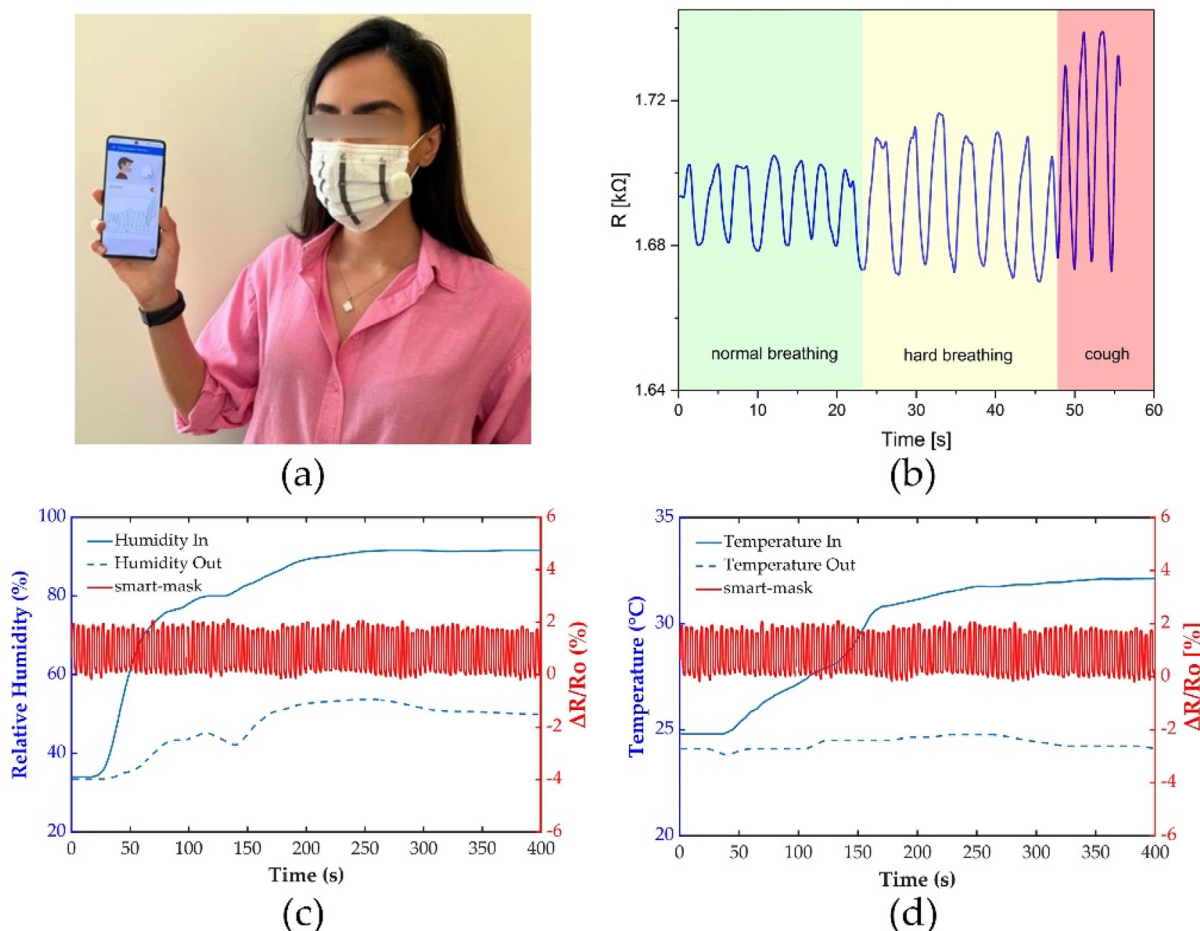 1.72
1.68
1.64
R [kΩ]
normal breathing
hard breathing
cough
0
10
20
30
40
50
60
Time [s]
(a)
(b)
100
80
60
40
20
Relative Humidity (%)
Humidity In
Humidity Out
smart-mask
6
4
2
0
-2
-4
-6
ΔR/Ro (%)
0
50
100
150
200
250
300
350
400
Time (s)
(c)
35
31
28
25
20
Temperature (°C)
Temperature In
Temperature Out
smart-mask
6
4
2
0
-2
-4
-6
ΔR/Ro [%]
0
50
100
150
200
250
300
350
400
Time (s)
(d)